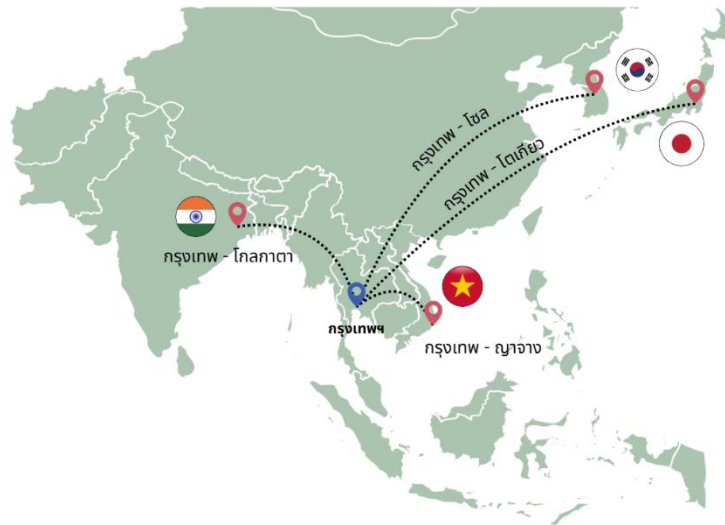 กรุงเทพ - โซล
กรุงเทพ - โตเกียว
กรุงเทพ - โกลกาตา
กรุงเทพฯ
กรุงเทพ - ญาจาง